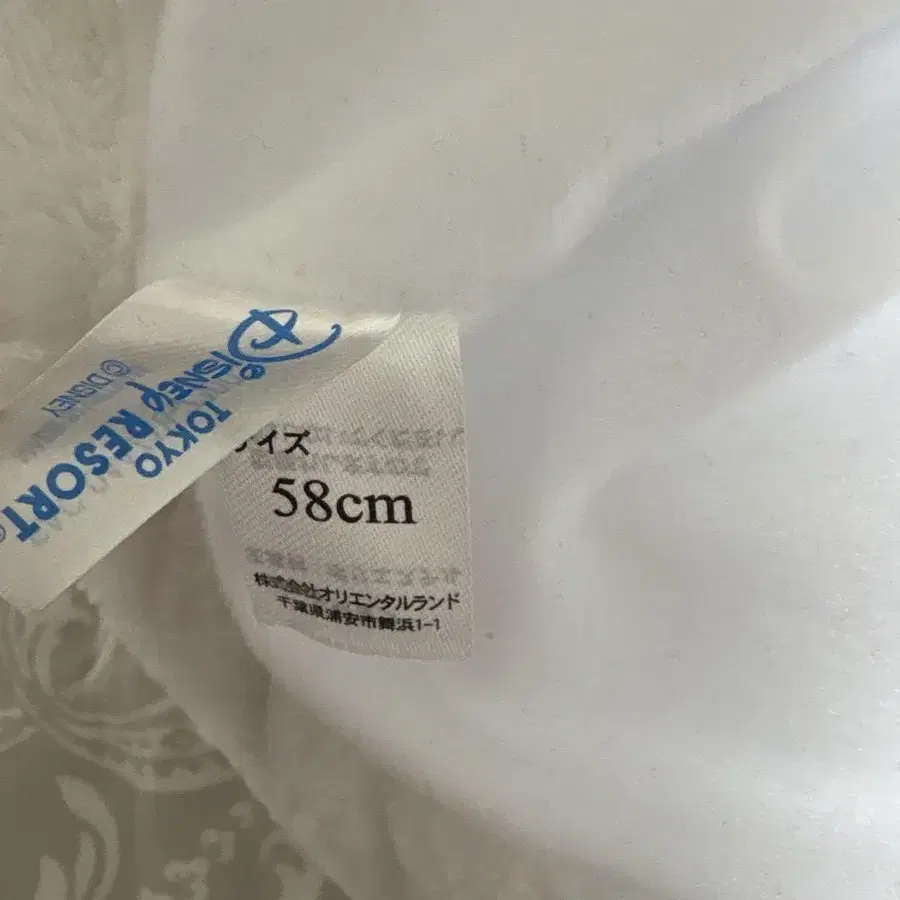 TOKYO
Disney RESORT®
© DISNEY
サイズ
58cm
株式会社オリエンタルランド
千葉県浦安市舞浜1-1